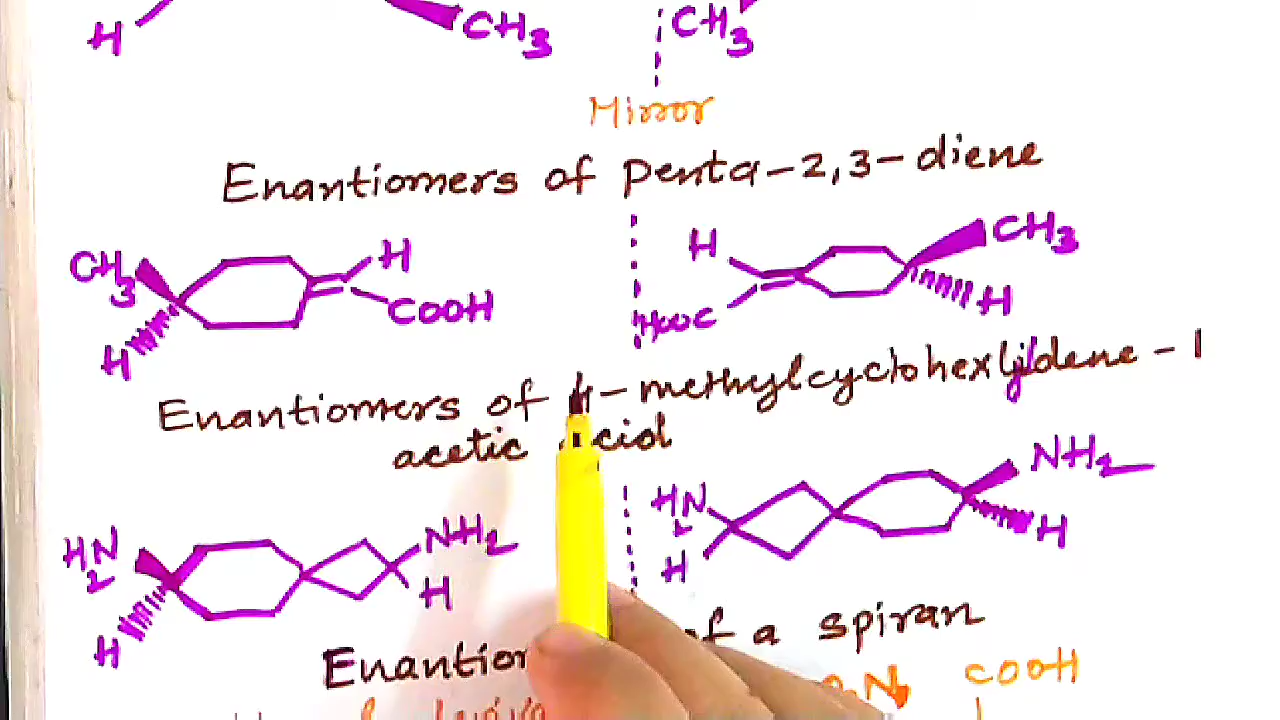 H CH3 CH3
Mirror
Enantiomers of penta-2,3-diene
CH3 H H CH3
H COOH HOOC H
Enantiomers of 4-methylcyclohexlyldene-1
acetic acid
H2N NH2 H2N NH2
H H H H
of a spiran
COOH